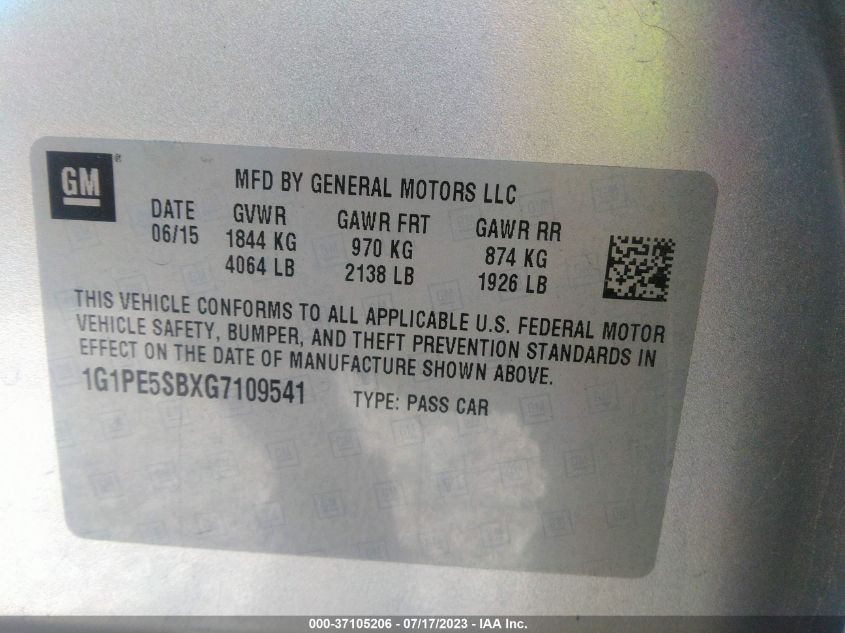 GM®
MFD BY GENERAL MOTORS LLC
DATE GVWR GAWR FRT GAWR RR
06/15 1844 KG 970 KG 874 KG
4064 LB 2138 LB 1926 LB
THIS VEHICLE CONFORMS TO ALL APPLICABLE U.S. FEDERAL MOTOR
VEHICLE SAFETY, BUMPER, AND THEFT PREVENTION STANDARDS IN
EFFECT ON THE DATE OF MANUFACTURE SHOWN ABOVE.
1G1PE5SBXG7109541 TYPE: PASS CAR
000-37105206 - 07/17/2023 - IAA Inc.